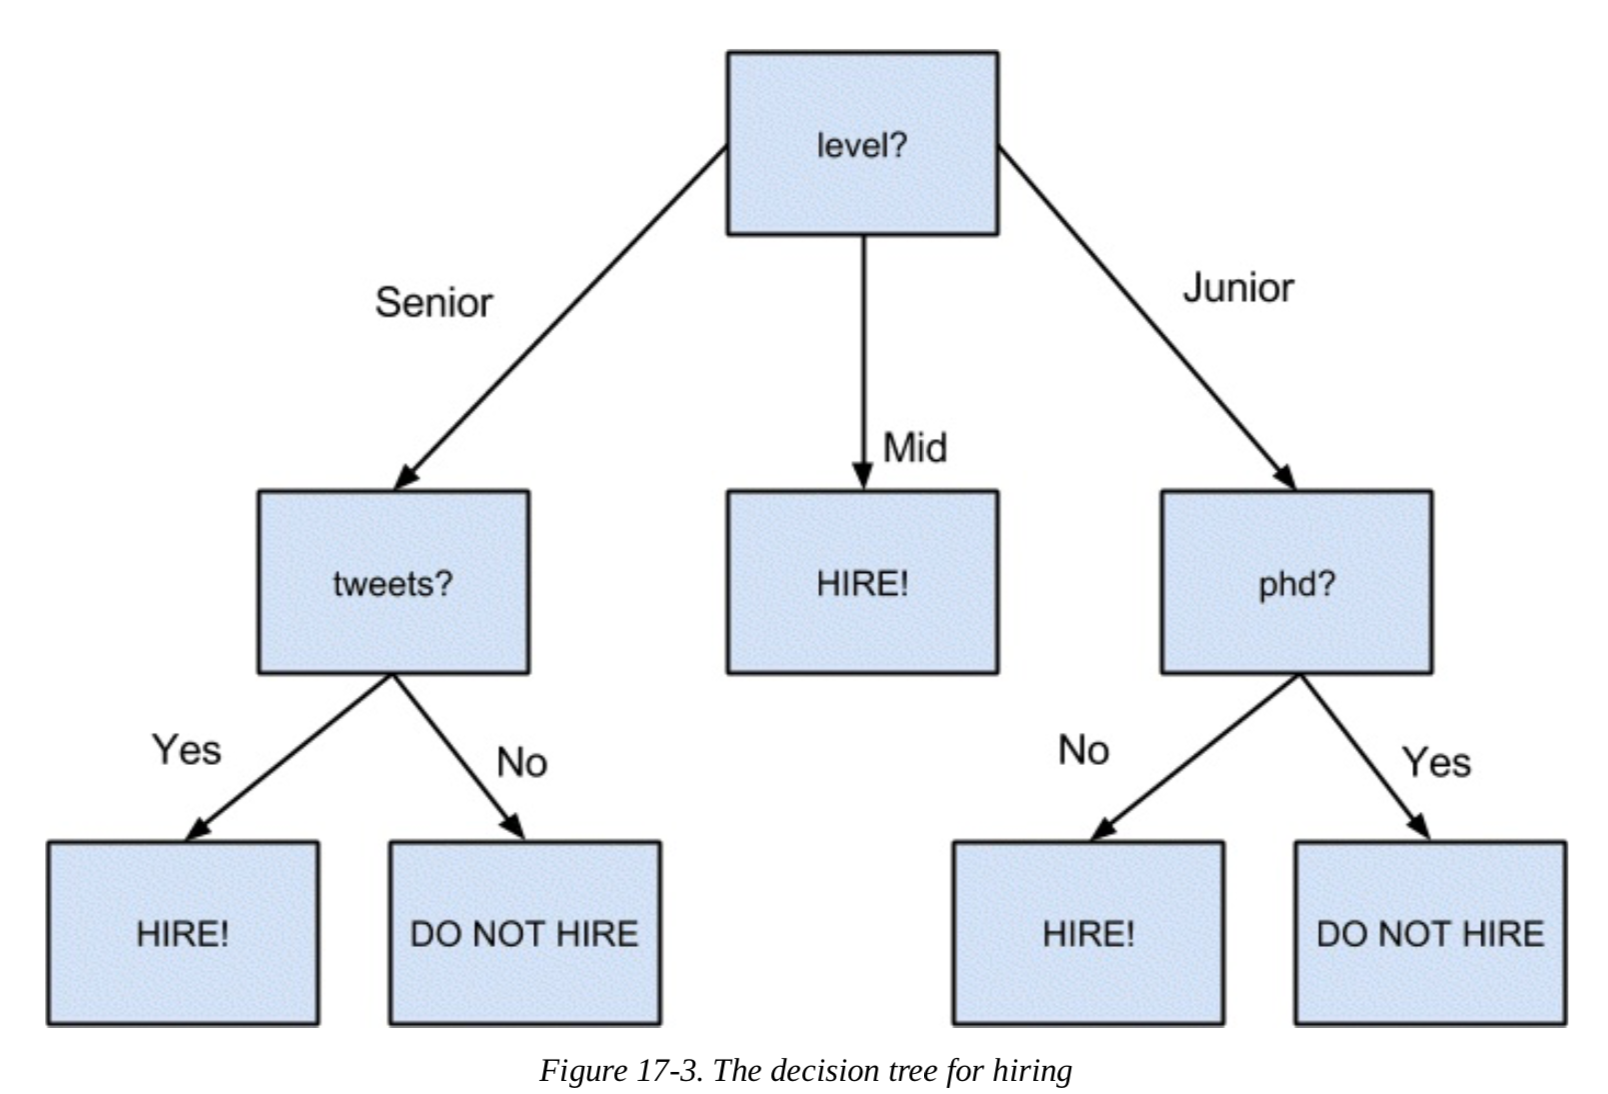 level?
Senior
Junior
Mid
tweets?
HIRE!
phd?
Yes
No
No
Yes
HIRE!
DO NOT HIRE
HIRE!
DO NOT HIRE
Figure 17-3. The decision tree for hiring